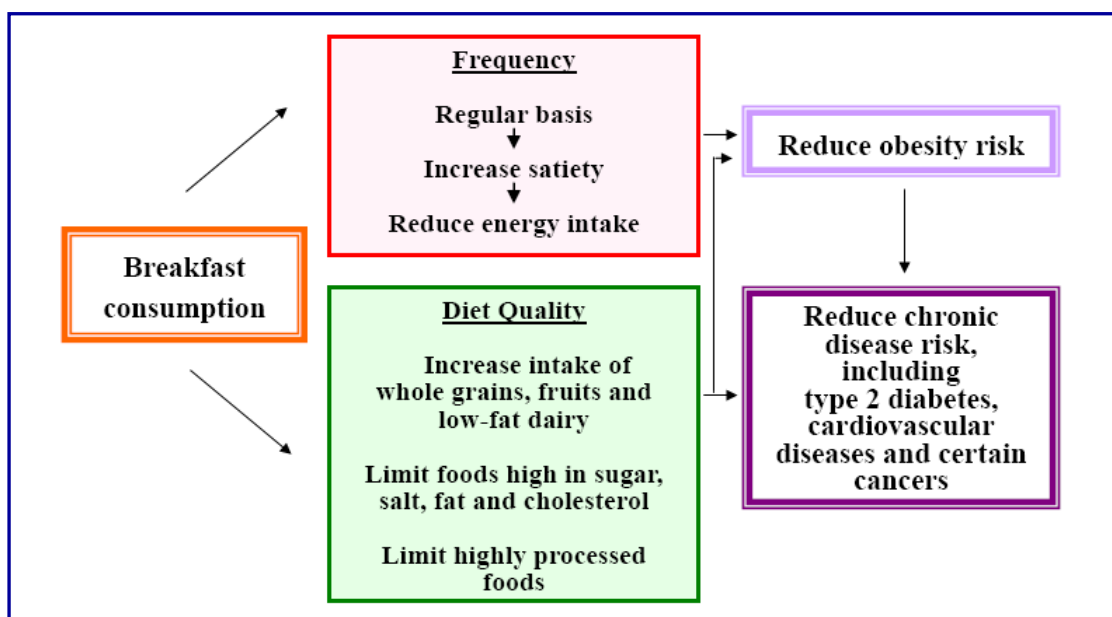 Breakfast
consumption
Frequency
Regular basis
Increase satiety
Reduce energy intake
Diet Quality
Increase intake of
whole grains, fruits and
low-fat dairy
Limit foods high in sugar,
salt, fat and cholesterol
Limit highly processed
foods
Reduce obesity risk
Reduce chronic
disease risk,
including
type 2 diabetes,
cardiovascular
diseases and certain
cancers